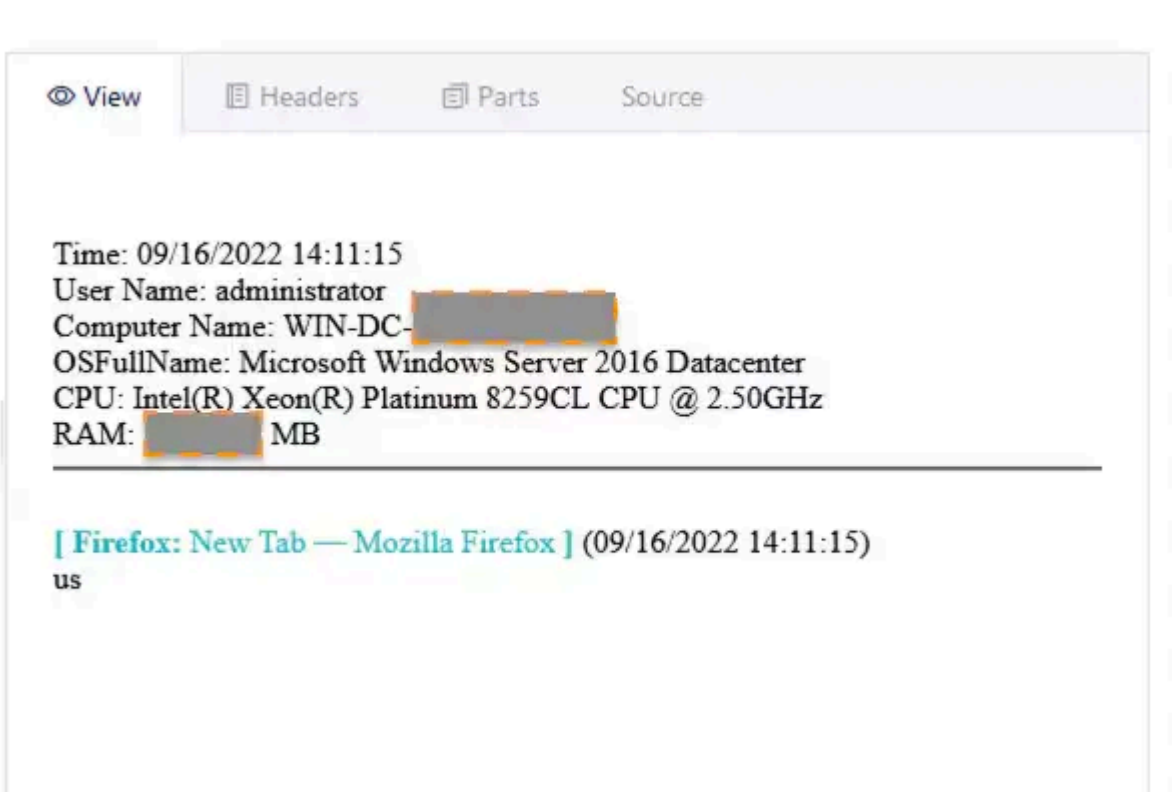 View Headers Parts Source
Time: 09/16/2022 14:11:15
User Name: administrator
Computer Name: WIN-DC-
OSFullName: Microsoft Windows Server 2016 Datacenter
CPU: Intel(R) Xeon(R) Platinum 8259CL CPU @ 2.50GHz
RAM: MB
[ Firefox: New Tab — Mozilla Firefox ] (09/16/2022 14:11:15)
us